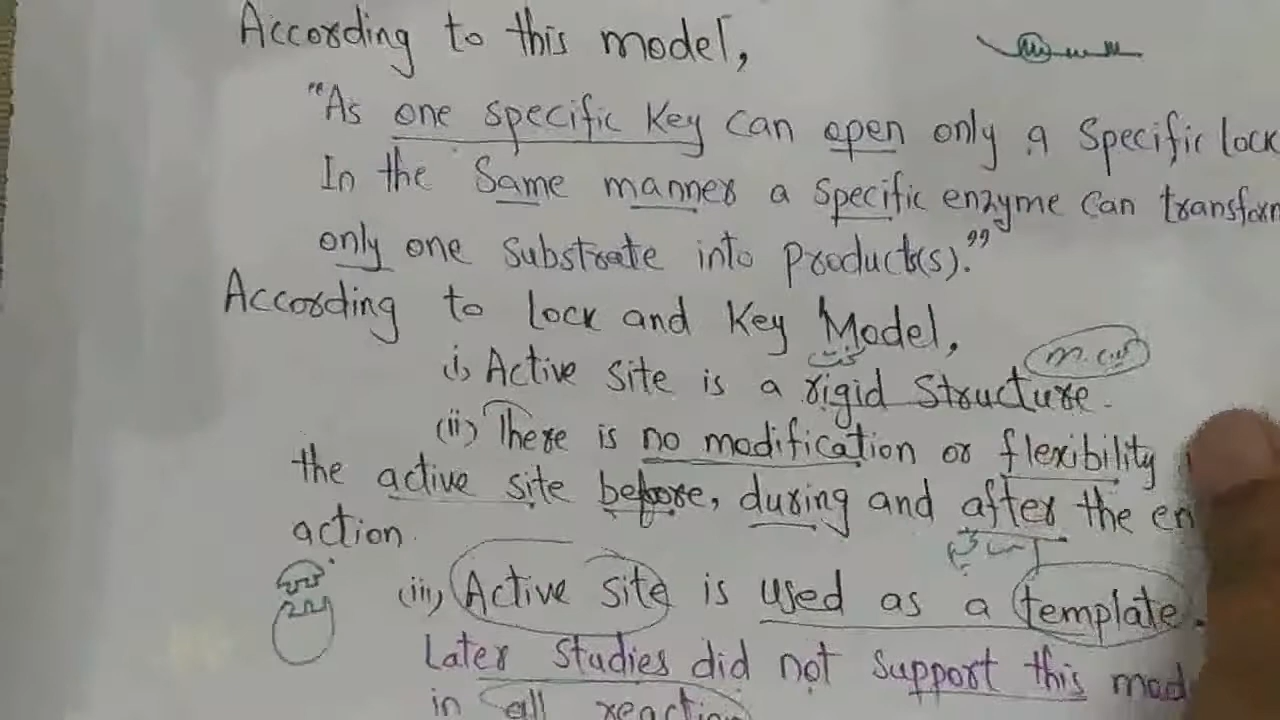 According to this model,
"As one specific Key can open only a Specific lock
In the Same manner a specific enzyme can transform
only one substrate into products(s)."
According to lock and Key Model,
i, Active site is a rigid Structure.
(ii) There is no modification or flexibility
the active site before, during and after the en
action.
(iii) Active site is used as a template.
Later studies did not support this mod
in all reaction